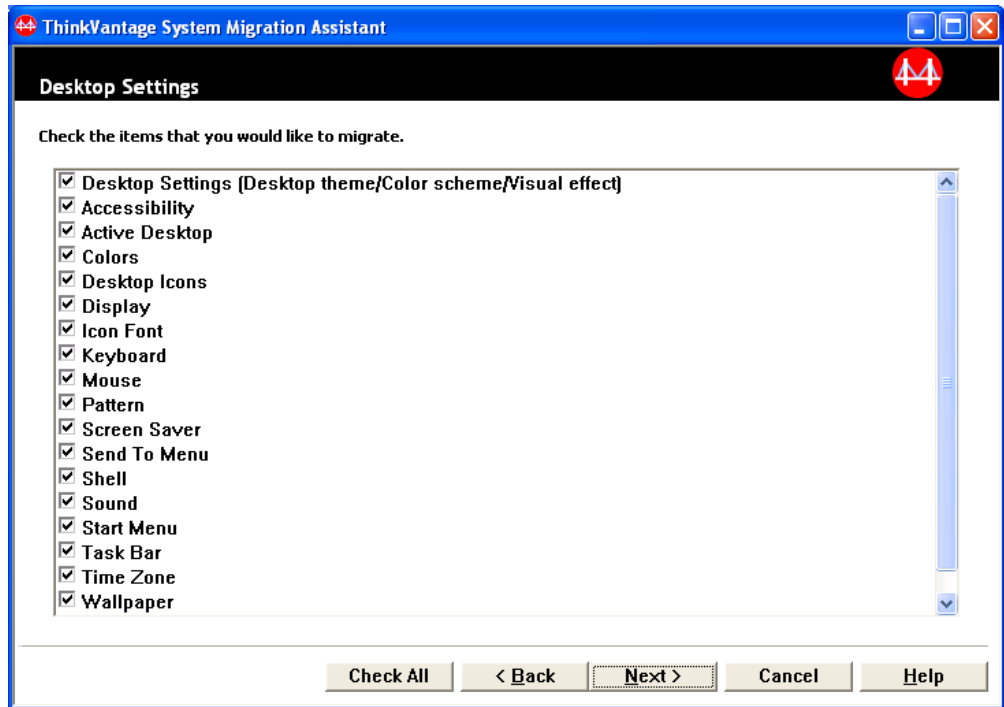 ThinkVantage System Migration Assistant
Desktop Settings
Check the items that you would like to migrate.
Desktop Settings (Desktop theme/Color scheme/Visual effect)
Accessibility
Active Desktop
Colors
Desktop Icons
Display
Icon Font
Keyboard
Mouse
Pattern
Screen Saver
Send To Menu
Shell
Sound
Start Menu
Task Bar
Time Zone
Wallpaper
Check All < Back Next > Cancel Help